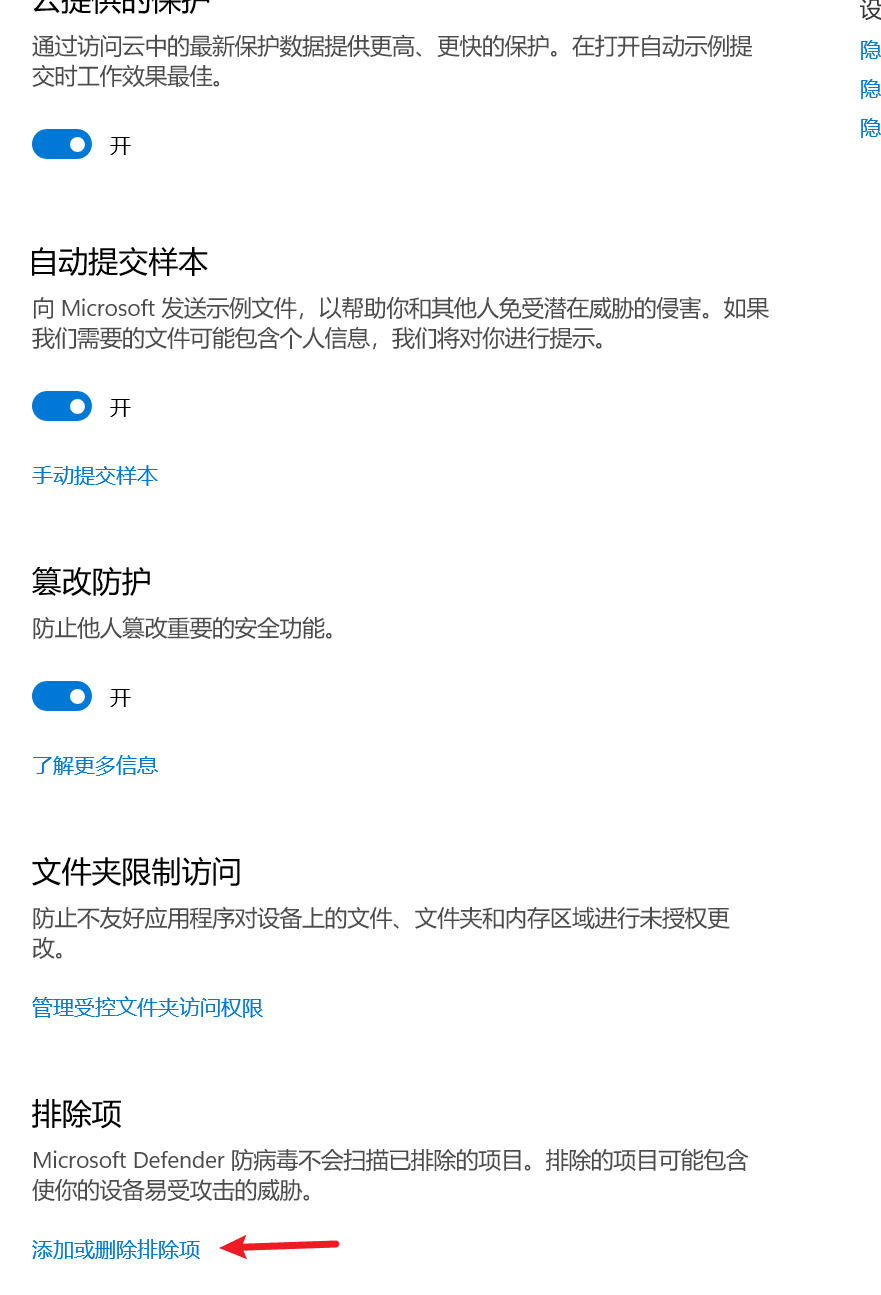 云提供的保护
设
通过访问云中的最新保护数据提供更高、更快的保护。在打开自动示例提
交时工作效果最佳。
隐
隐
隐
开
自动提交样本
向 Microsoft 发送示例文件，以帮助你和其他人免受潜在威胁的侵害。如果
我们需要的文件可能包含个人信息，我们将对你进行提示。
开
手动提交样本
篡改防护
防止他人篡改重要的安全功能。
开
了解更多信息
文件夹限制访问
防止不友好应用程序对设备上的文件、文件夹和内存区域进行未授权更
改。
管理受控文件夹访问权限
排除项
Microsoft Defender 防病毒不会扫描已排除的项目。排除的项目可能包含
使你的设备易受攻击的威胁。
添加或删除排除项